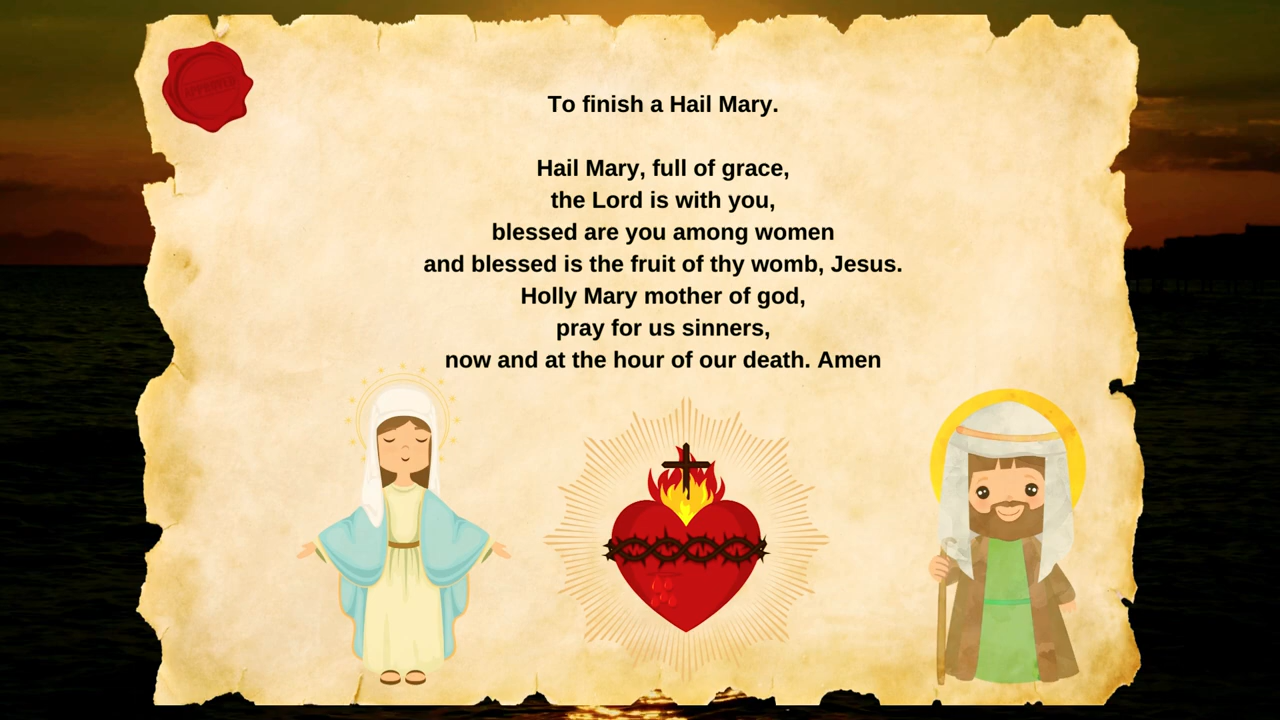 APPROVED
To finish a Hail Mary.
Hail Mary, full of grace,
the Lord is with you,
blessed are you among women
and blessed is the fruit of thy womb, Jesus.
Holly Mary mother of god,
pray for us sinners,
now and at the hour of our death. Amen